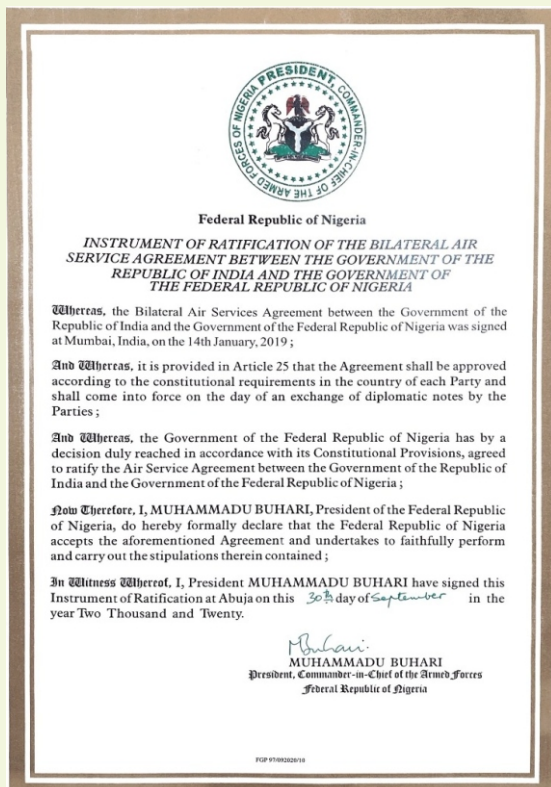 PRESIDENT, COMMANDER-IN-CHIEF OF THE ARMED FORCES OF NIGERIA
Federal Republic of Nigeria
INSTRUMENT OF RATIFICATION OF THE BILATERAL AIR
SERVICE AGREEMENT BETWEEN THE GOVERNMENT OF THE
REPUBLIC OF INDIA AND THE GOVERNMENT OF
THE FEDERAL REPUBLIC OF NIGERIA
Whereas, the Bilateral Air Services Agreement between the Government of the
Republic of India and the Government of the Federal Republic of Nigeria was signed
at Mumbai, India, on the 14th January, 2019 ;
And Whereas, it is provided in Article 25 that the Agreement shall be approved
according to the constitutional requirements in the country of each Party and
shall come into force on the day of an exchange of diplomatic notes by the
Parties ;
And Whereas, the Government of the Federal Republic of Nigeria has by a
decision duly reached in accordance with its Constitutional Provisions, agreed
to ratify the Air Service Agreement between the Government of the Republic of
India and the Government of the Federal Republic of Nigeria ;
Now Therefore, I, MUHAMMADU BUHARI, President of the Federal Republic
of Nigeria, do hereby formally declare that the Federal Republic of Nigeria
accepts the aforementioned Agreement and undertakes to faithfully perform
and carry out the stipulations therein contained ;
In Witness Whereof, I, President MUHAMMADU BUHARI have signed this
Instrument of Ratification at Abuja on this 30th day of September in the
year Two Thousand and Twenty.
MBuhari
MUHAMMADU BUHARI
President, Commander-in-Chief of the Armed Forces
Federal Republic of Nigeria
FGP 97/092020/10